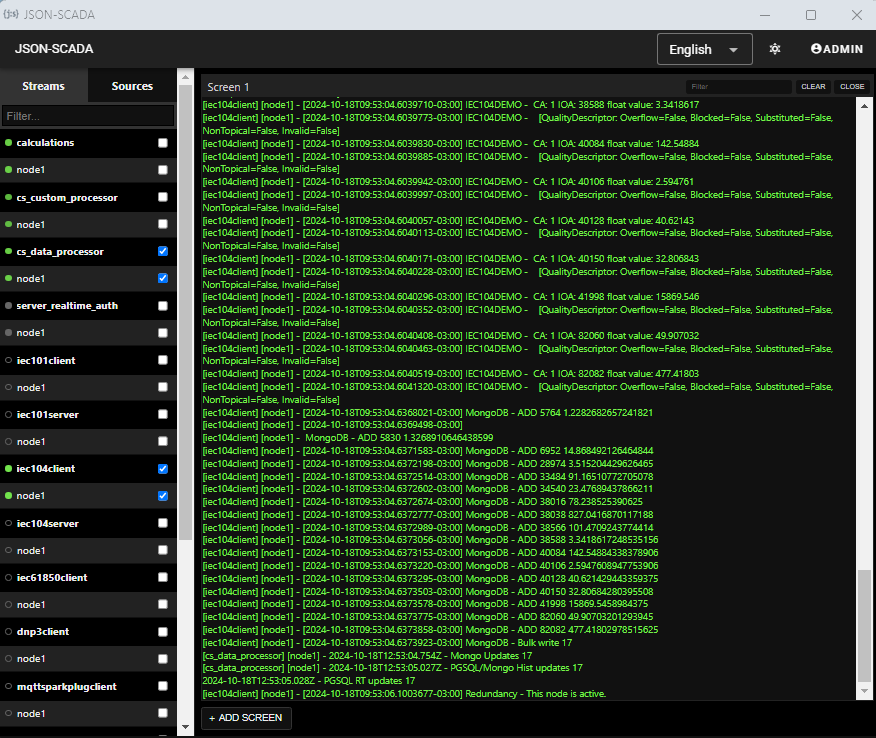 {J:S} JSON-SCADA
JSON-SCADA
English
ADMIN
Streams
Sources
Filter...
calculations
node1
cs_custom_processor
node1
cs_data_processor
node1
server_realtime_auth
node1
iec101client
node1
iec101server
node1
iec104client
node1
iec104server
node1
iec61850client
node1
dnp3client
node1
mqttsparkplugclient
node1
Screen 1
Filter
CLEAR
CLOSE
[iec104client] [node1] - [2024-10-18T09:53:04.6039710-03:00] IEC104DEMO - CA: 1 IOA: 38588 float value: 3.3418617
[iec104client] [node1] - [2024-10-18T09:53:04.6039773-03:00] IEC104DEMO - [QualityDescriptor: Overflow=False, Blocked=False, Substituted=False,
NonTopical=False, Invalid=False]
[iec104client] [node1] - [2024-10-18T09:53:04.6039830-03:00] IEC104DEMO - CA: 1 IOA: 40084 float value: 142.54884
[iec104client] [node1] - [2024-10-18T09:53:04.6039885-03:00] IEC104DEMO - [QualityDescriptor: Overflow=False, Blocked=False, Substituted=False,
NonTopical=False, Invalid=False]
[iec104client] [node1] - [2024-10-18T09:53:04.6039942-03:00] IEC104DEMO - CA: 1 IOA: 40106 float value: 2.594761
[iec104client] [node1] - [2024-10-18T09:53:04.6039997-03:00] IEC104DEMO - [QualityDescriptor: Overflow=False, Blocked=False, Substituted=False,
NonTopical=False, Invalid=False]
[iec104client] [node1] - [2024-10-18T09:53:04.6040057-03:00] IEC104DEMO - CA: 1 IOA: 40128 float value: 40.62143
[iec104client] [node1] - [2024-10-18T09:53:04.6040113-03:00] IEC104DEMO - [QualityDescriptor: Overflow=False, Blocked=False, Substituted=False,
NonTopical=False, Invalid=False]
[iec104client] [node1] - [2024-10-18T09:53:04.6040171-03:00] IEC104DEMO - CA: 1 IOA: 40150 float value: 32.806843
[iec104client] [node1] - [2024-10-18T09:53:04.6040228-03:00] IEC104DEMO - [QualityDescriptor: Overflow=False, Blocked=False, Substituted=False,
NonTopical=False, Invalid=False]
[iec104client] [node1] - [2024-10-18T09:53:04.6040296-03:00] IEC104DEMO - CA: 1 IOA: 41998 float value: 15869.546
[iec104client] [node1] - [2024-10-18T09:53:04.6040352-03:00] IEC104DEMO - [QualityDescriptor: Overflow=False, Blocked=False, Substituted=False,
NonTopical=False, Invalid=False]
[iec104client] [node1] - [2024-10-18T09:53:04.6040408-03:00] IEC104DEMO - CA: 1 IOA: 82060 float value: 49.907032
[iec104client] [node1] - [2024-10-18T09:53:04.6040463-03:00] IEC104DEMO - [QualityDescriptor: Overflow=False, Blocked=False, Substituted=False,
NonTopical=False, Invalid=False]
[iec104client] [node1] - [2024-10-18T09:53:04.6040519-03:00] IEC104DEMO - CA: 1 IOA: 82082 float value: 477.41803
[iec104client] [node1] - [2024-10-18T09:53:04.6041320-03:00] IEC104DEMO - [QualityDescriptor: Overflow=False, Blocked=False, Substituted=False,
NonTopical=False, Invalid=False]
[iec104client] [node1] - [2024-10-18T09:53:04.6368021-03:00] MongoDB - ADD 5764 1.2282682657241821
[iec104client] [node1] - [2024-10-18T09:53:04.6369498-03:00]
[iec104client] [node1] - MongoDB - ADD 5830 1.3268910646438599
[iec104client] [node1] - [2024-10-18T09:53:04.6371583-03:00] MongoDB - ADD 6952 14.868492126464844
[iec104client] [node1] - [2024-10-18T09:53:04.6372198-03:00] MongoDB - ADD 28974 3.515204429626465
[iec104client] [node1] - [2024-10-18T09:53:04.6372514-03:00] MongoDB - ADD 33484 91.16510772705078
[iec104client] [node1] - [2024-10-18T09:53:04.6372602-03:00] MongoDB - ADD 34540 23.4768943786621​1
[iec104client] [node1] - [2024-10-18T09:53:04.6372674-03:00] MongoDB - ADD 38016 78.238525390625
[iec104client] [node1] - [2024-10-18T09:53:04.6372777-03:00] MongoDB - ADD 38038 827.0416870117188
[iec104client] [node1] - [2024-10-18T09:53:04.6372989-03:00] MongoDB - ADD 38566 101.4709243774414
[iec104client] [node1] - [2024-10-18T09:53:04.6373056-03:00] MongoDB - ADD 38588 3.3418617248535156
[iec104client] [node1] - [2024-10-18T09:53:04.6373153-03:00] MongoDB - ADD 40084 142.54884338378906
[iec104client] [node1] - [2024-10-18T09:53:04.6373220-03:00] MongoDB - ADD 40106 2.5947608947753906
[iec104client] [node1] - [2024-10-18T09:53:04.6373295-03:00] MongoDB - ADD 40128 40.621429443359375
[iec104client] [node1] - [2024-10-18T09:53:04.6373503-03:00] MongoDB - ADD 40150 32.80684280395508
[iec104client] [node1] - [2024-10-18T09:53:04.6373578-03:00] MongoDB - ADD 41998 15869.5458984375
[iec104client] [node1] - [2024-10-18T09:53:04.6373775-03:00] MongoDB - ADD 82060 49.90703201293945
[iec104client] [node1] - [2024-10-18T09:53:04.6373858-03:00] MongoDB - ADD 82082 477.41802978515625
[iec104client] [node1] - [2024-10-18T09:53:04.6373923-03:00] MongoDB - Bulk write 17
[cs_data_processor] [node1] - 2024-10-18T12:53:04.754Z - Mongo Updates 17
[cs_data_processor] [node1] - 2024-10-18T12:53:05.027Z - PGSQL/Mongo Hist updates 17
2024-10-18T12:53:05.028Z - PGSQL RT updates 17
[iec104client] [node1] - [2024-10-18T09:53:06.1003677-03:00] Redundancy - This node is active.
+ ADD SCREEN